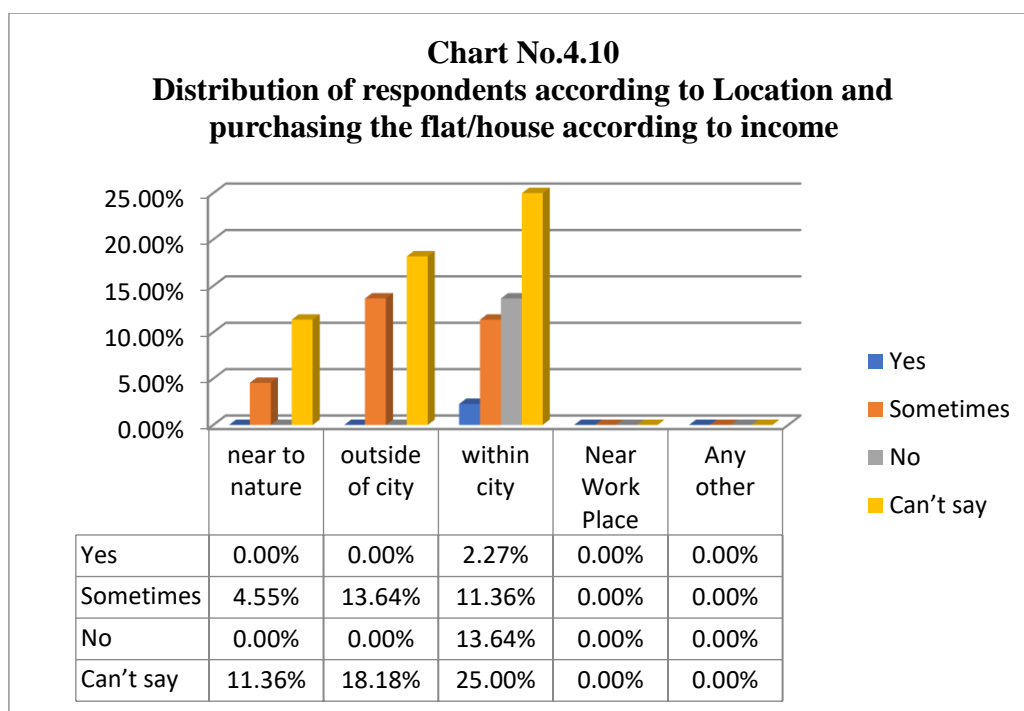 Chart No.4.10
Distribution of respondents according to Location and
purchasing the flat/house according to income
25.00%
20.00%
15.00%
10.00%
5.00%
0.00%
near to
nature
outside
of city
within
city
Near
Work
Place
Any
other
Yes 0.00% 0.00% 2.27% 0.00% 0.00%
Sometimes 4.55% 13.64% 11.36% 0.00% 0.00%
No 0.00% 0.00% 13.64% 0.00% 0.00%
Can’t say 11.36% 18.18% 25.00% 0.00% 0.00%
Yes
Sometimes
No
Can’t say